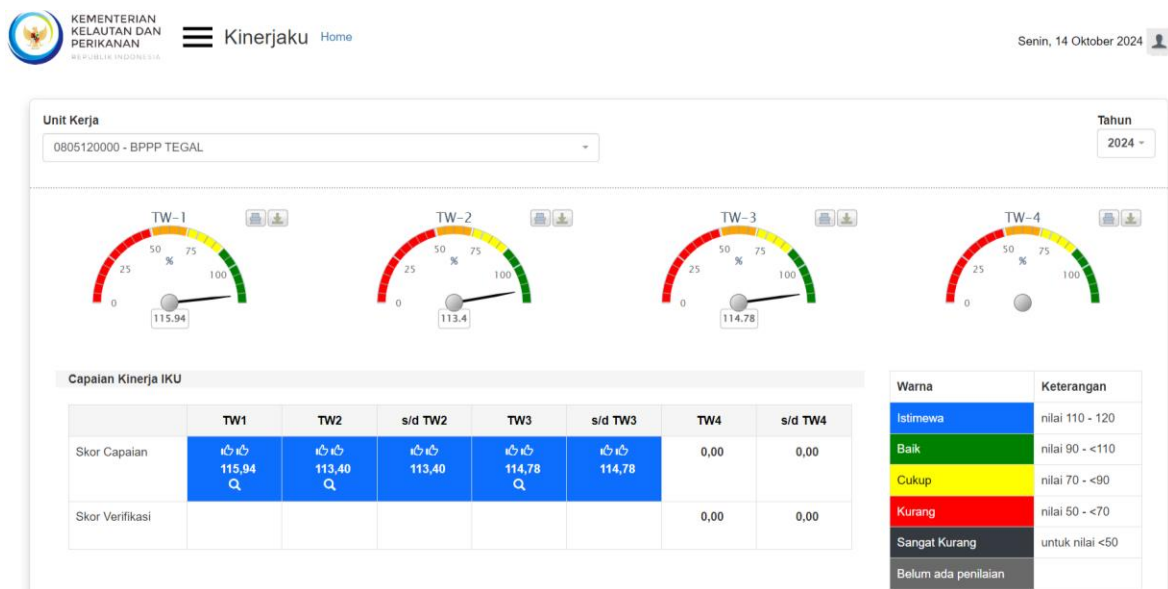 KEMENTERIAN
KELAUTAN DAN
PERIKANAN
REPUBLIK INDONESIA
Kinerjaku Home
Senin, 14 Oktober 2024
Unit Kerja
Tahun
0805120000 - BPPP TEGAL
2024
TW-1
0
25
50
75
100
%
115.94
TW-2
0
25
50
75
100
%
113.4
TW-3
0
25
50
75
100
%
114.78
TW-4
0
25
50
75
100
%
Capaian Kinerja IKU
TW1 TW2 s/d TW2 TW3 s/d TW3 TW4 s/d TW4
Skor Capaian 115,94 113,40 113,40 114,78 114,78 0,00 0,00
Skor Verifikasi 0,00 0,00
Warna Keterangan
Istimewa nilai 110 - 120
Baik nilai 90 - <110
Cukup nilai 70 - <90
Kurang nilai 50 - <70
Sangat Kurang untuk nilai <50
Belum ada penilaian